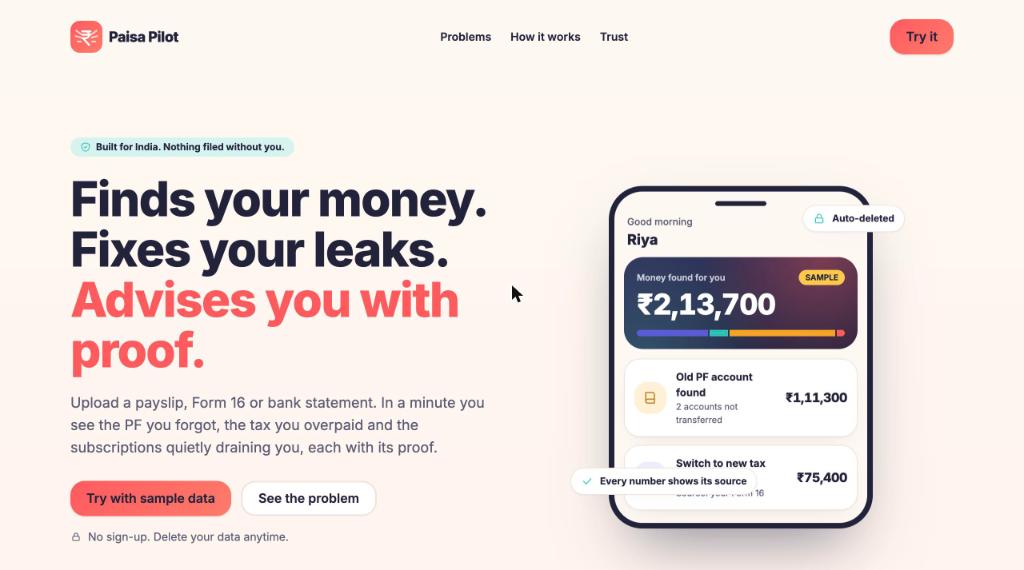 Paisa Pilot
Problems
How it works
Trust
Try it
Built for India. Nothing filed without you.
Finds your money.
Fixes your leaks.
Advises you with
proof.
Upload a payslip, Form 16 or bank statement. In a minute you
see the PF you forgot, the tax you overpaid and the
subscriptions quietly draining you, each with its proof.
Try with sample data
See the problem
No sign-up. Delete your data anytime.
Auto-deleted
Good morning
Riya
Money found for you
SAMPLE
₹2,13,700
Old PF account
found
2 accounts not
transferred
₹1,11,300
Switch to new tax
₹75,400
Every number shows its source
16